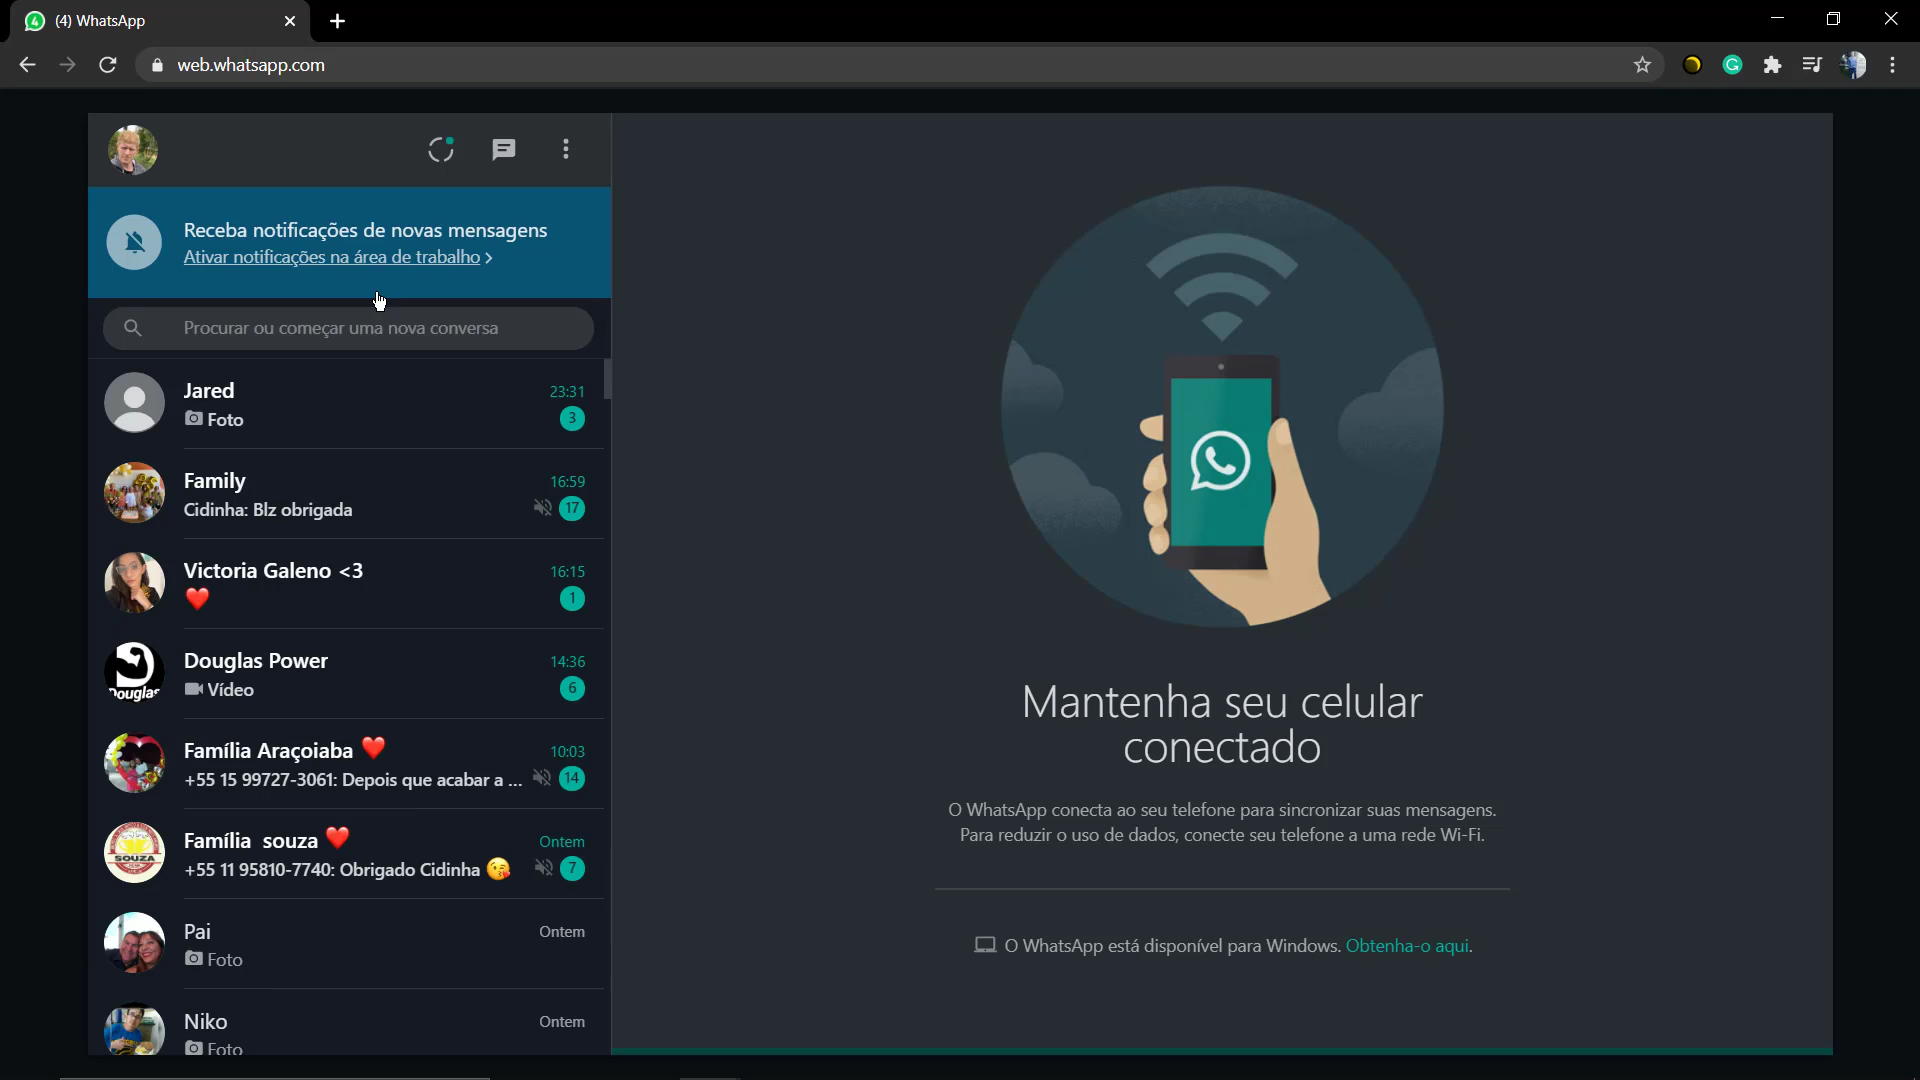 (4) WhatsApp
web.whatsapp.com
Receba notificações de novas mensagens
Ativar notificações na área de trabalho
Procurar ou começar uma nova conversa
Jared 23:31
Foto 3
Family 16:59
Cidinha: Blz obrigada 17
Victoria Galeno <3 16:15
❤️ 1
Douglas Power 14:36
Vídeo 6
Douglas
Família Araçoiaba ❤️ 10:03
+55 15 99727-3061: Depois que acabar a ... 14
Família souza ❤️ Ontem
+55 11 95810-7740: Obrigado Cidinha 😘 7
SOUZA
Pai Ontem
Foto
Niko Ontem
Foto
Mantenha seu celular
conectado
O WhatsApp conecta ao seu telefone para sincronizar suas mensagens.
Para reduzir o uso de dados, conecte seu telefone a uma rede Wi-Fi.
O WhatsApp está disponível para Windows. Obtenha-o aqui.